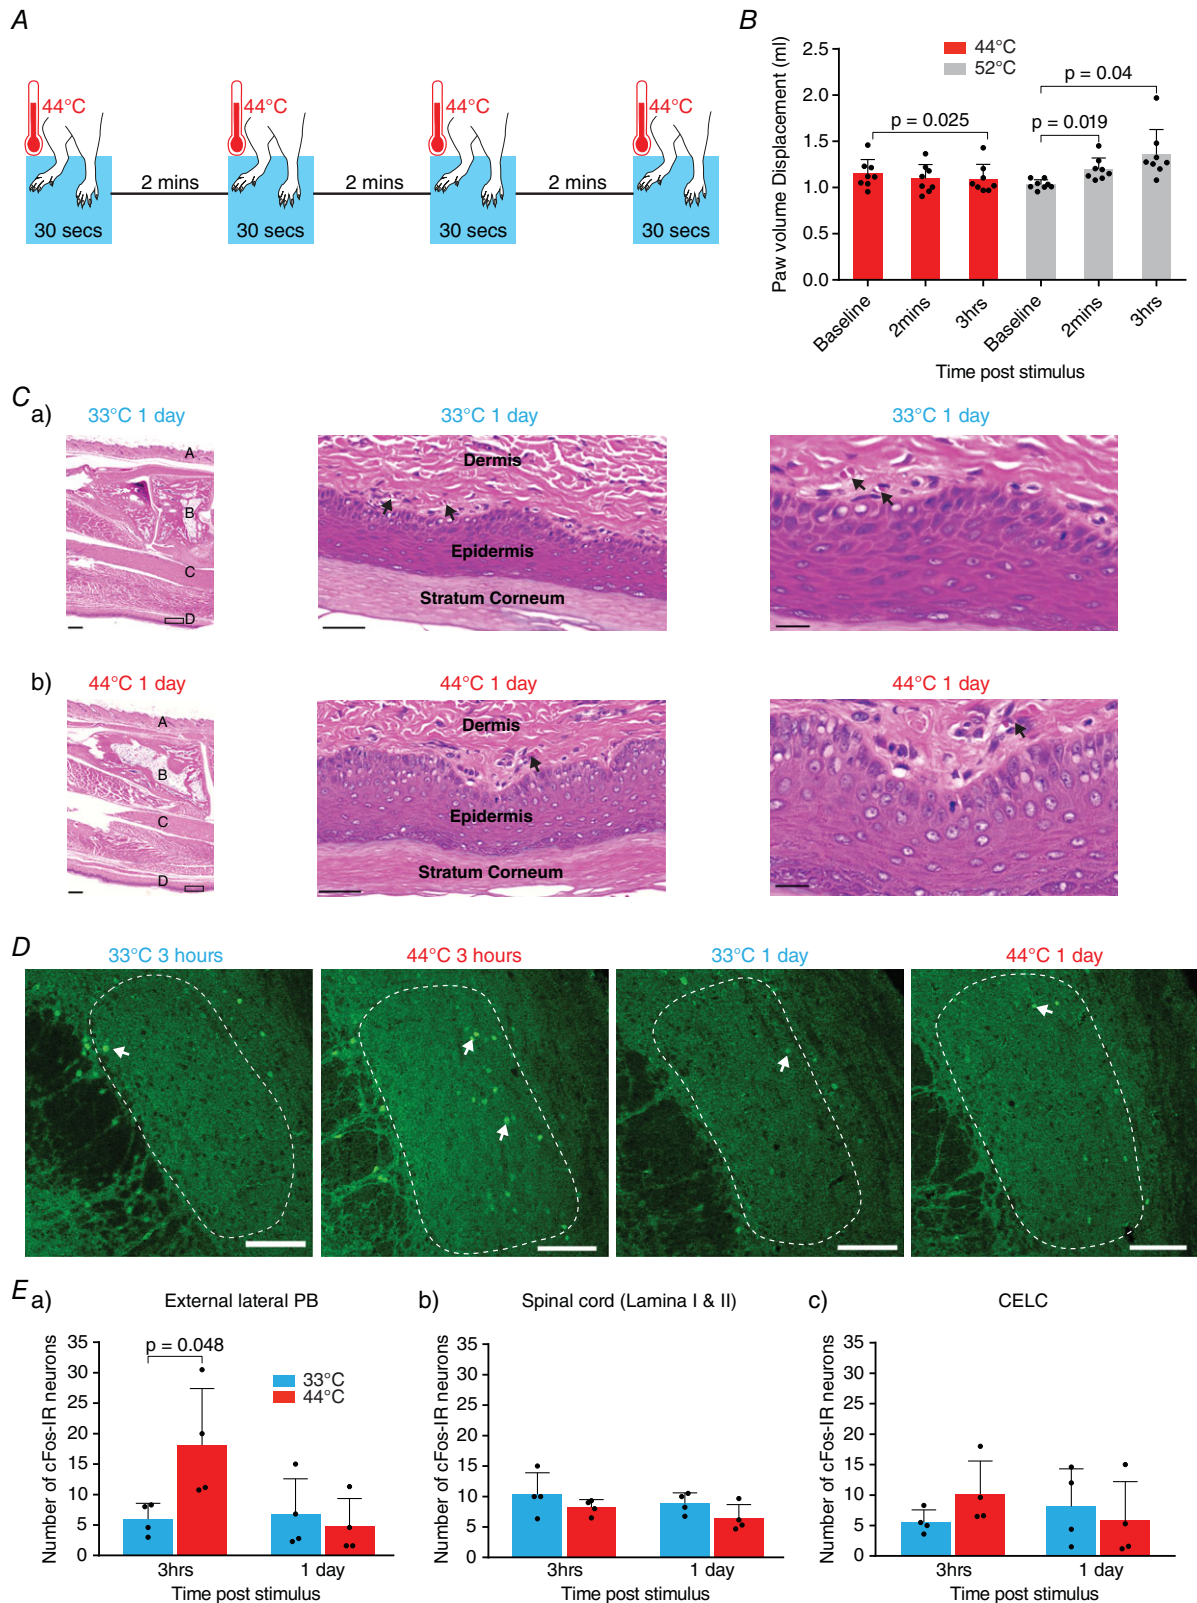 A
44°C
44°C
44°C
44°C
2 mins
2 mins
2 mins
30 secs
30 secs
30 secs
30 secs
B
Paw volume Displacement (ml)
2.5
2.0
1.5
1.0
0.5
0.0
44°C
52°C
p = 0.04
p = 0.025
p = 0.019
Baseline
2mins
3hrs
Baseline
2mins
3hrs
Time post stimulus
C
a)
33°C 1 day
33°C 1 day
33°C 1 day
A
B
C
D
Dermis
Epidermis
Stratum Corneum
b)
44°C 1 day
44°C 1 day
44°C 1 day
A
B
C
D
Dermis
Epidermis
Stratum Corneum
D
33°C 3 hours
44°C 3 hours
33°C 1 day
44°C 1 day
E
a)
External lateral PB
Number of cFos-IR neurons
35
30
25
20
15
10
5
0
p = 0.048
33°C
44°C
3hrs
1 day
Time post stimulus
b)
Spinal cord (Lamina I & II)
Number of cFos-IR neurons
35
30
25
20
15
10
5
0
3hrs
1 day
Time post stimulus
c)
CELC
Number of cFos-IR neurons
35
30
25
20
15
10
5
0
3hrs
1 day
Time post stimulus